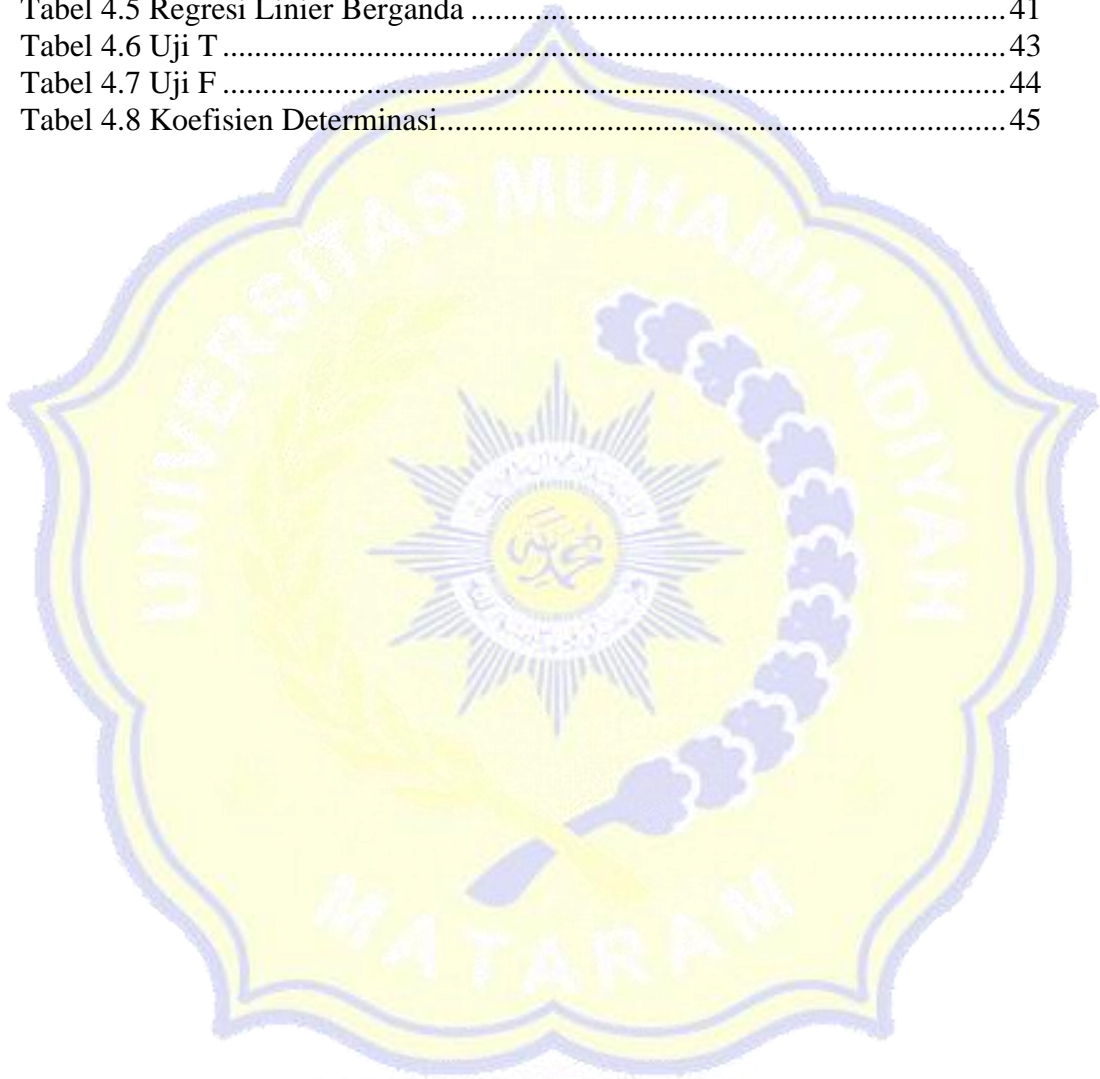 Tabel 4.5 Regresi Linier Berganda ................................................................ 41
Tabel 4.6 Uji T .............................................................................................. 43
Tabel 4.7 Uji F .............................................................................................. 44
Tabel 4.8 Koefisien Determinasi.................................................................... 45
UNIVERSITAS MUHAMMADIYAH
MATARAM